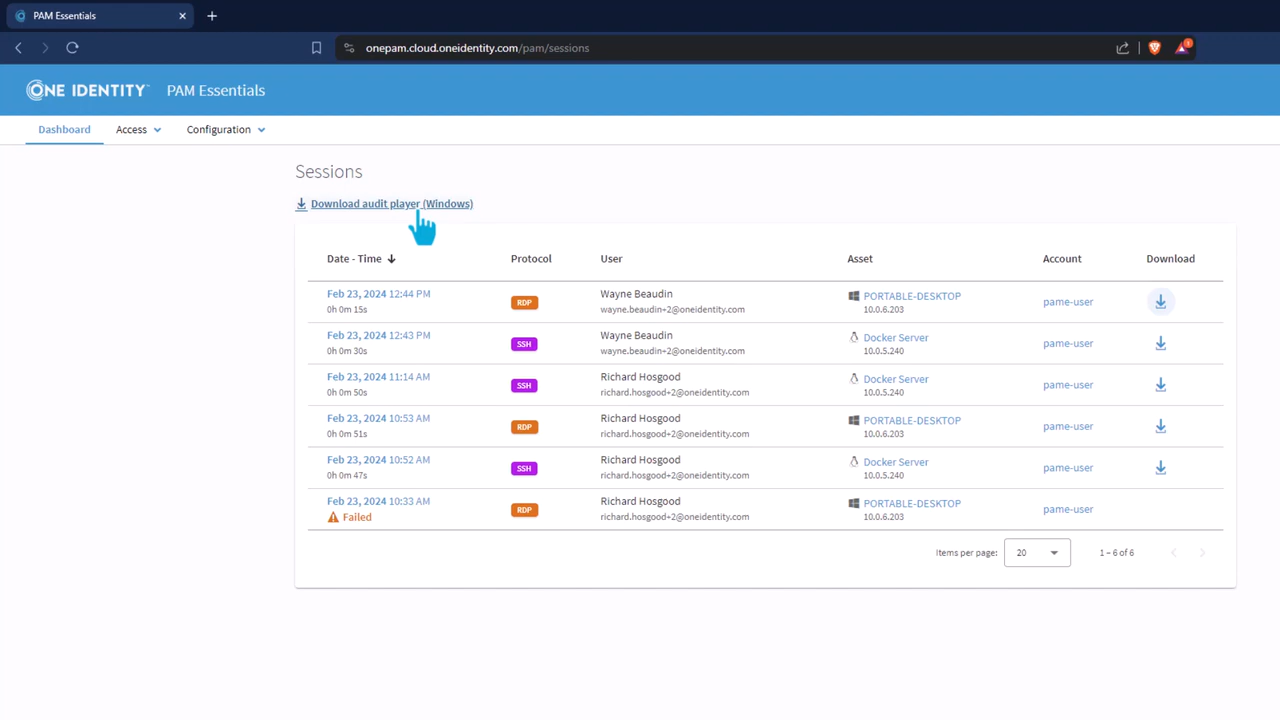 PAM Essentials
onepam.cloud.oneidentity.com/pam/sessions
1
ONE IDENTITY™ PAM Essentials
Dashboard Access Configuration
Sessions
Download audit player (Windows)
Date - Time Protocol User Asset Account Download
Feb 23, 2024 12:44 PM RDP Wayne Beaudin PORTABLE-DESKTOP pame-user
0h 0m 15s wayne.beaudin+2@oneidentity.com 10.0.6.203
Feb 23, 2024 12:43 PM SSH Wayne Beaudin Docker Server pame-user
0h 0m 30s wayne.beaudin+2@oneidentity.com 10.0.5.240
Feb 23, 2024 11:14 AM SSH Richard Hosgood Docker Server pame-user
0h 0m 50s richard.hosgood+2@oneidentity.com 10.0.5.240
Feb 23, 2024 10:53 AM RDP Richard Hosgood PORTABLE-DESKTOP pame-user
0h 0m 51s richard.hosgood+2@oneidentity.com 10.0.6.203
Feb 23, 2024 10:52 AM SSH Richard Hosgood Docker Server pame-user
0h 0m 47s richard.hosgood+2@oneidentity.com 10.0.5.240
Feb 23, 2024 10:33 AM RDP Richard Hosgood PORTABLE-DESKTOP pame-user
Failed richard.hosgood+2@oneidentity.com 10.0.6.203
Items per page: 20 1 – 6 of 6